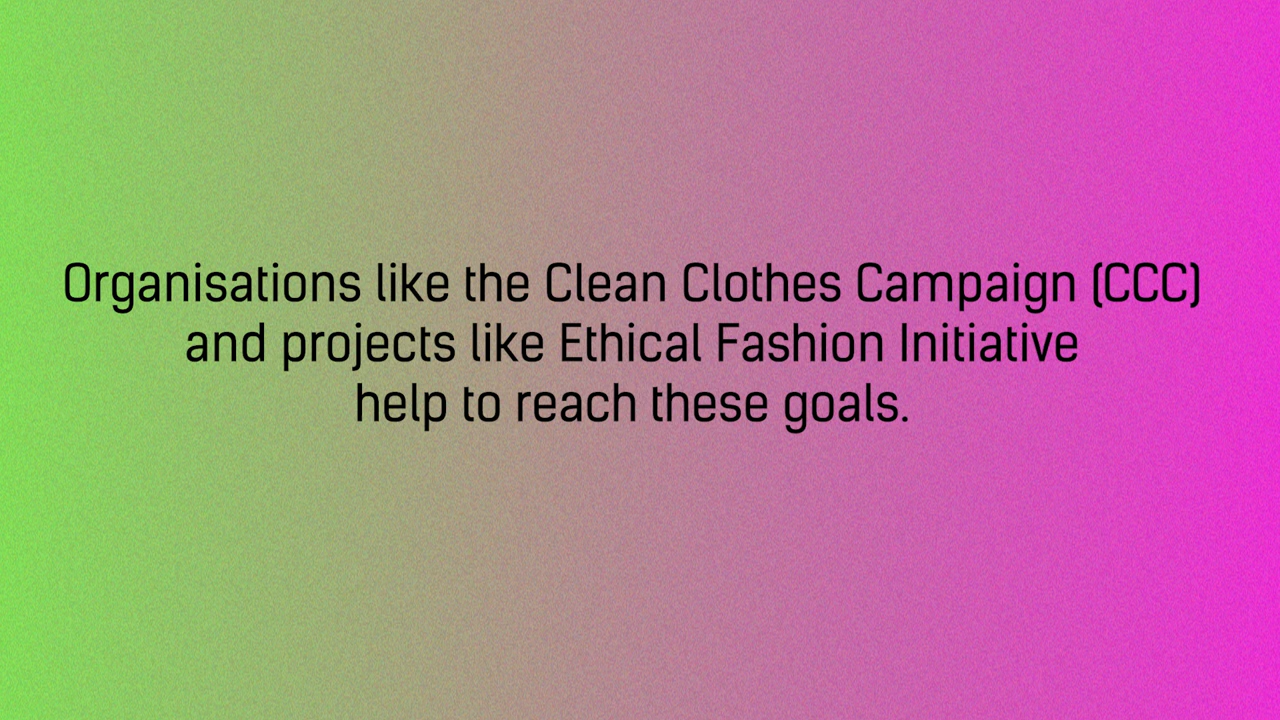 Organisations like the Clean Clothes Campaign (CCC)
and projects like Ethical Fashion Initiative
help to reach these goals.